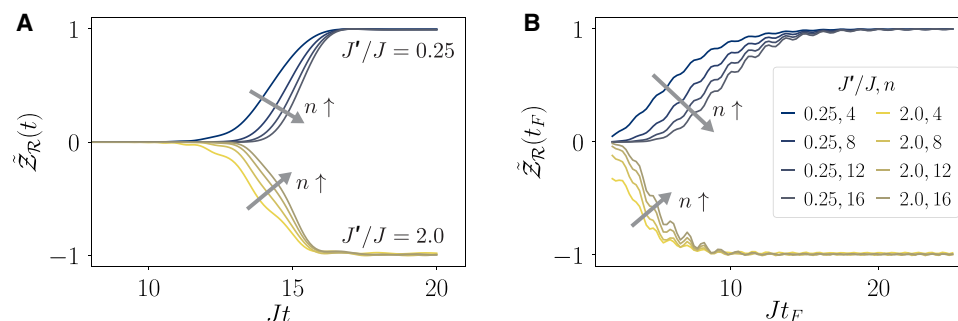 A
1
0
−1
Z̃_R(t)
J′/J = 0.25
n ↑
n ↑
J′/J = 2.0
10
15
20
Jt
B
1
0
−1
Z̃_R(t_F)
n ↑
n ↑
J′/J, n
0.25, 4
2.0, 4
0.25, 8
2.0, 8
0.25, 12
2.0, 12
0.25, 16
2.0, 16
10
20
Jt_F